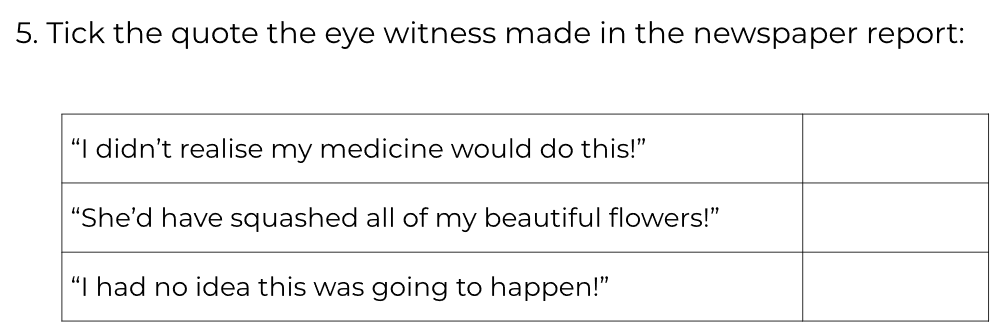 5. Tick the quote the eye witness made in the newspaper report:
“I didn’t realise my medicine would do this!”
“She’d have squashed all of my beautiful flowers!”
“I had no idea this was going to happen!”